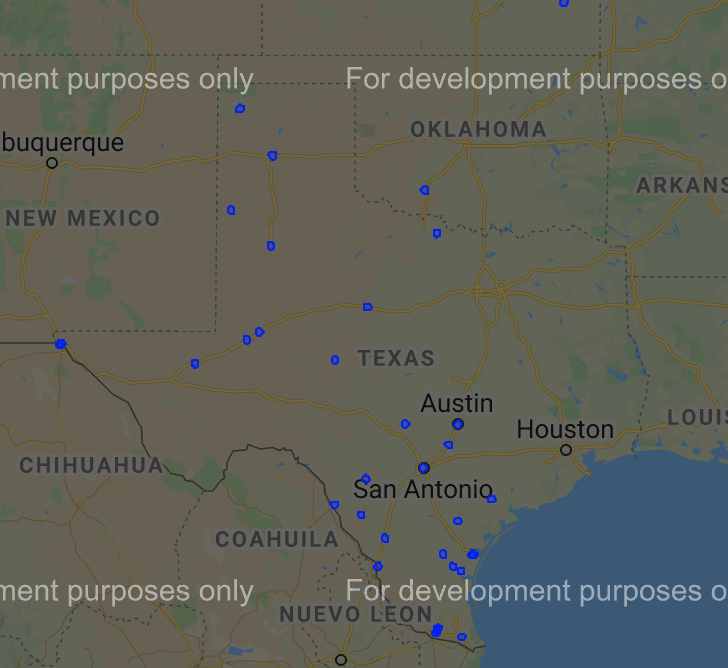 ment purposes only
For development purposes o
OKLAHOMA
buquerque
ARKANS
NEW MEXICO
TEXAS
Austin
LOUIS
Houston
CHIHUAHUA
San Antonio
COAHUILA
ment purposes only
For development purposes o
NUEVO LEON